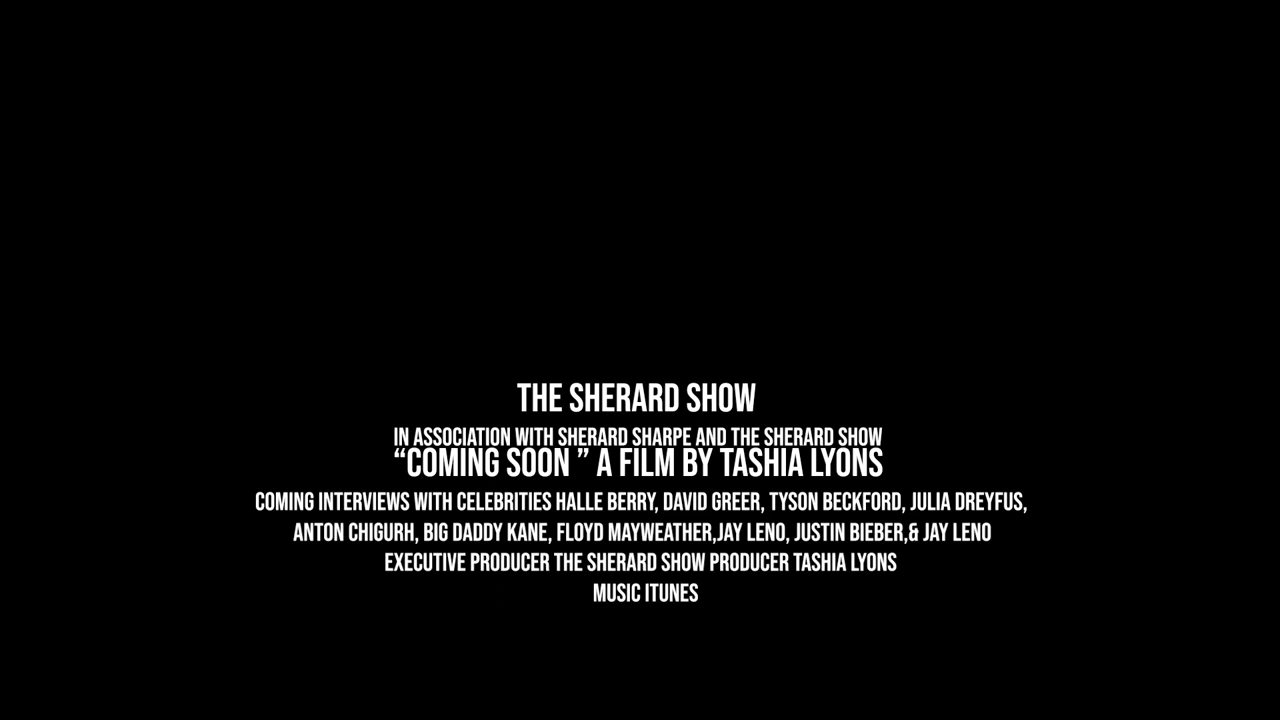 THE SHERARD SHOW
IN ASSOCIATION WITH SHERARD SHARPE AND THE SHERARD SHOW
“COMING SOON ” A FILM BY TASHIA LYONS
COMING INTERVIEWS WITH CELEBRITIES HALLE BERRY, DAVID GREER, TYSON BECKFORD, JULIA DREYFUS,
ANTON CHIGURH, BIG DADDY KANE, FLOYD MAYWEATHER,JAY LENO, JUSTIN BIEBER,& JAY LENO
EXECUTIVE PRODUCER THE SHERARD SHOW PRODUCER TASHIA LYONS
MUSIC ITUNES